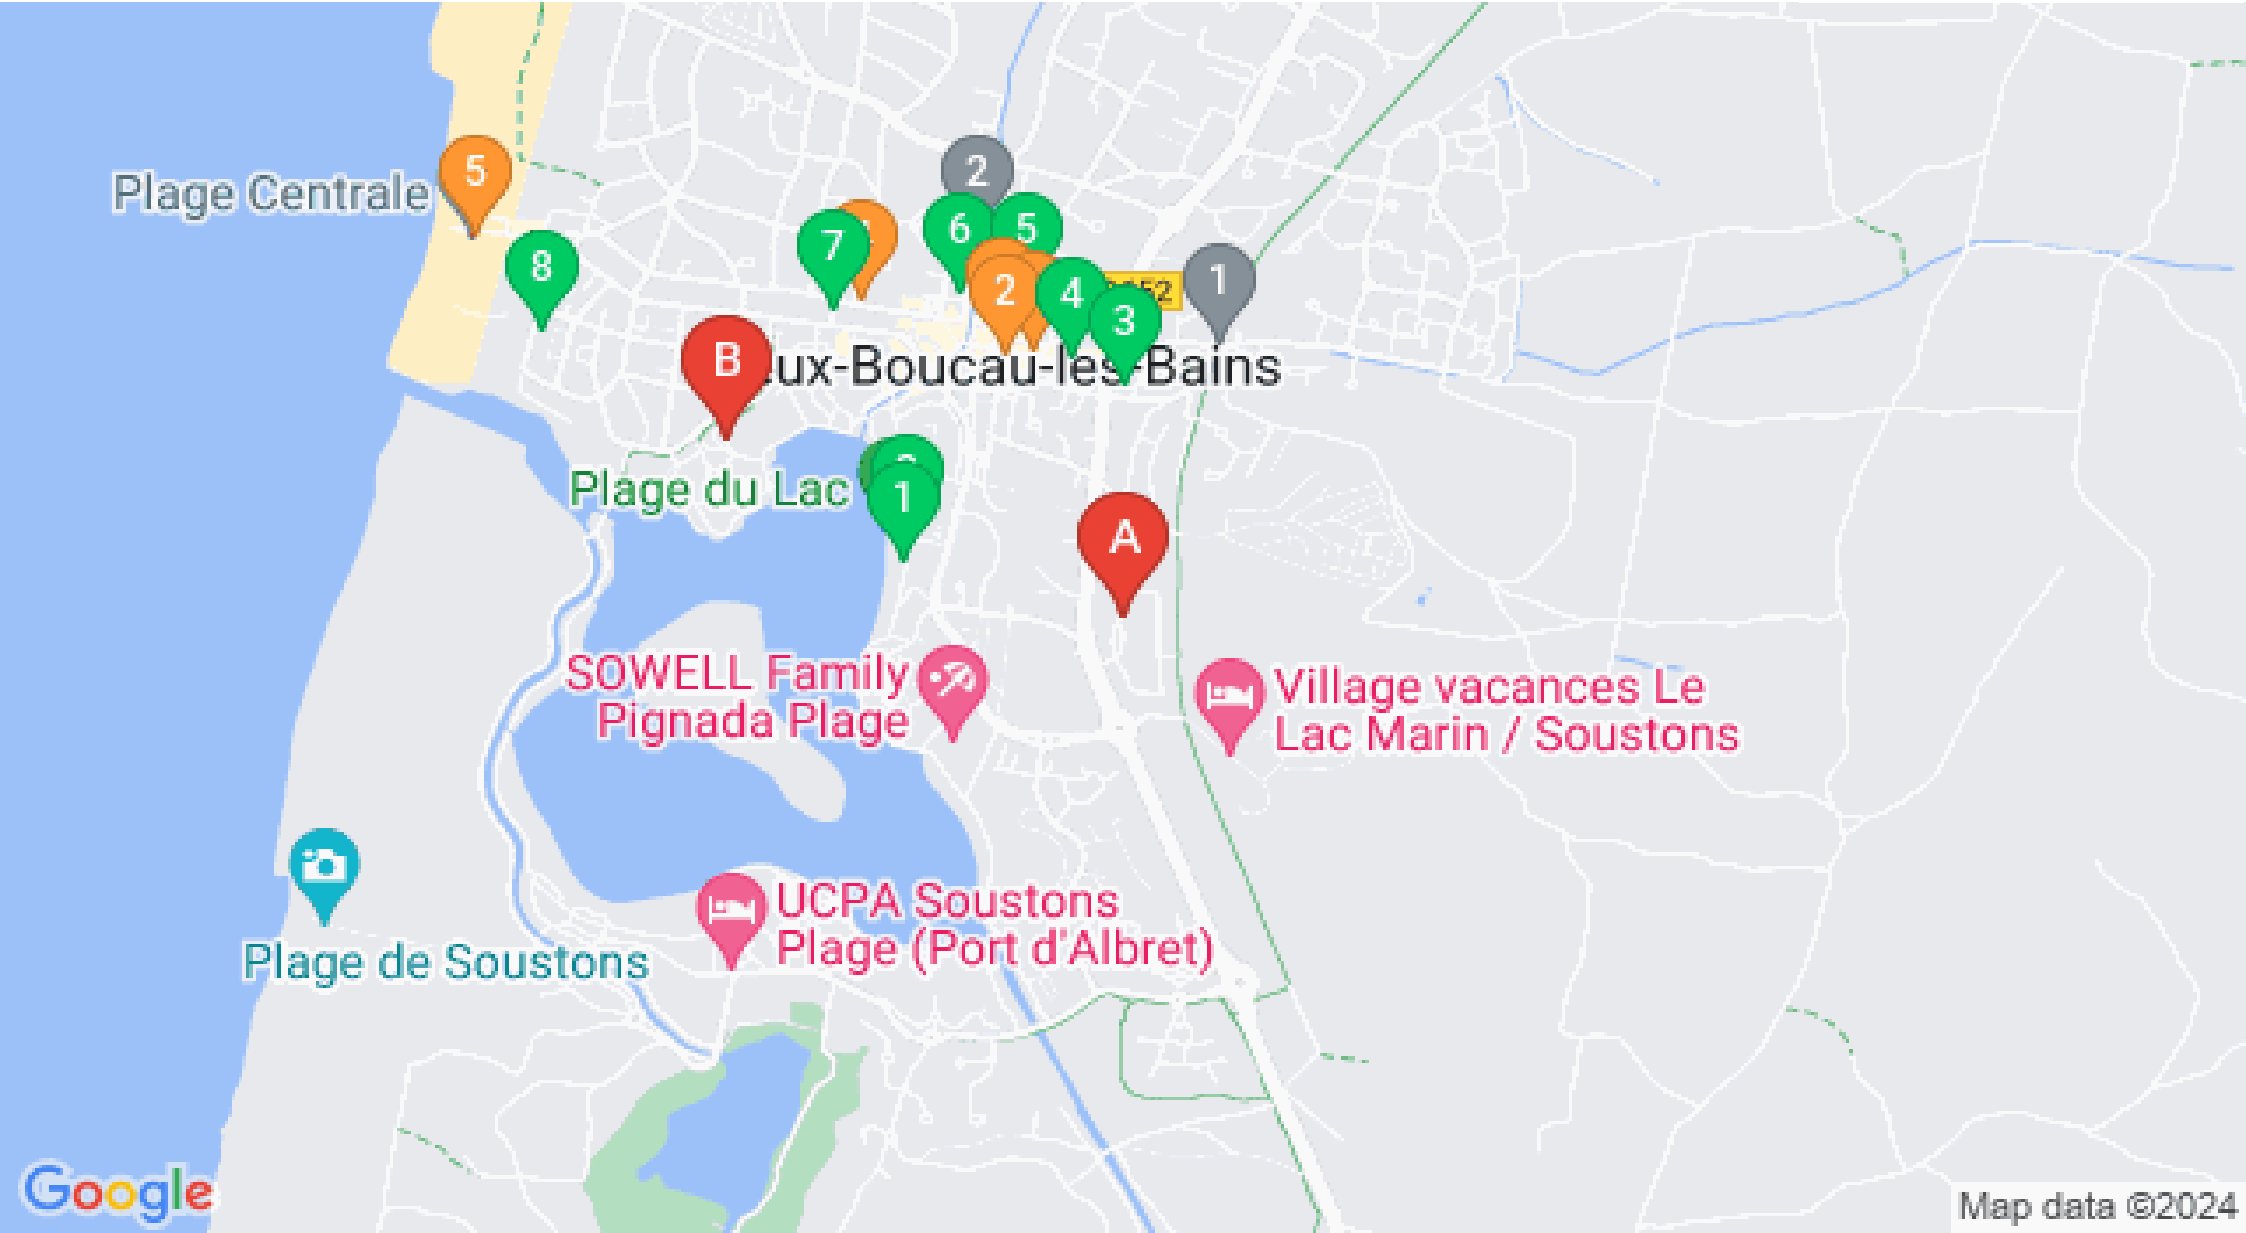 2
5
Plage Centrale
6
5
7
8
2
4
52
1
3
B
ux-Boucau-les-Bains
Plage du Lac
1
A
SOWELL Family
Pignada Plage
Village vacances Le
Lac Marin / Soustons
UCPA Soustons
Plage (Port d'Albret)
Plage de Soustons
Google
Map data ©2024